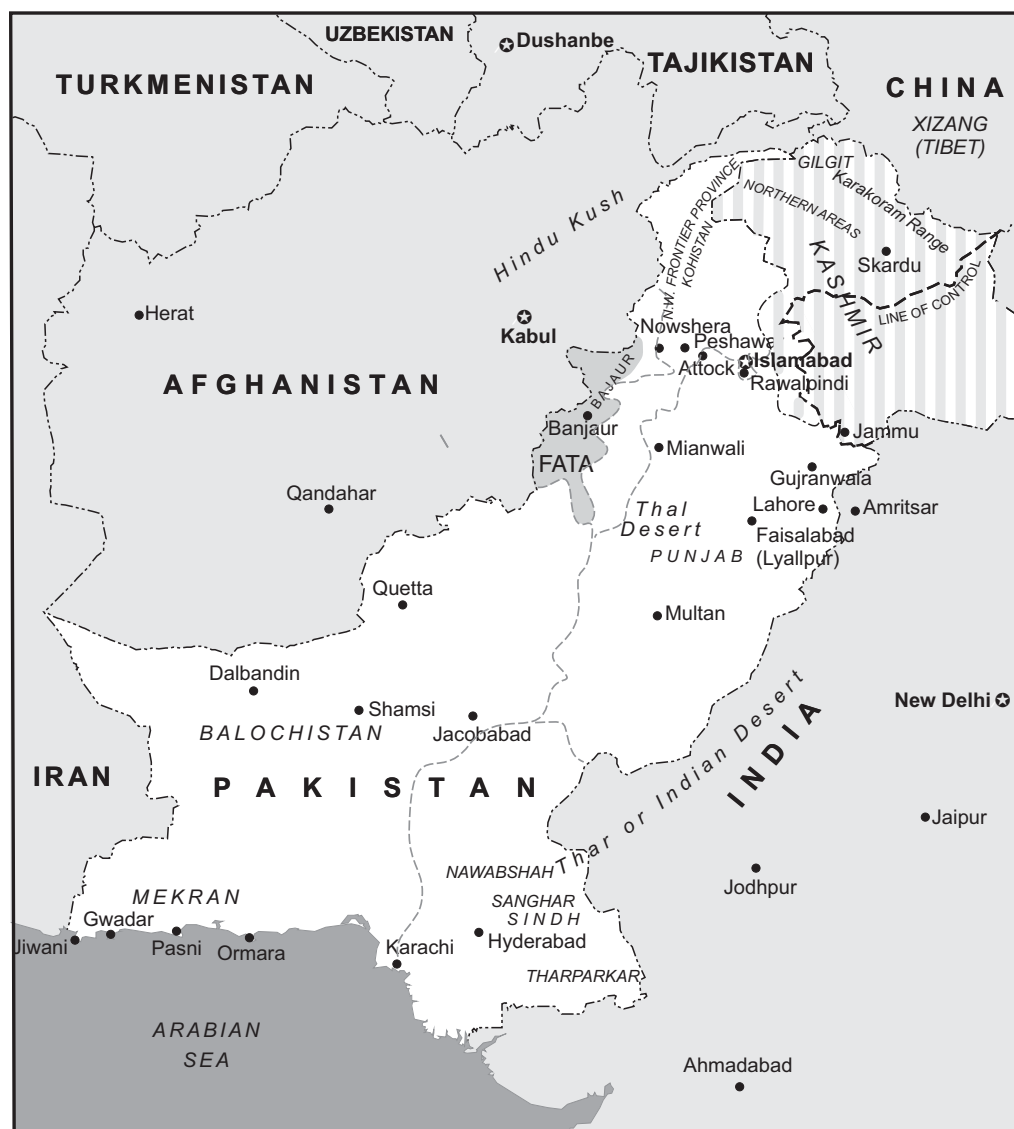 UZBEKISTAN
Dushanbe
TAJIKISTAN
TURKMENISTAN
CHINA
XIZANG
(TIBET)
GILGIT
Karakoram Range
NORTHERN AREAS
N.W. FRONTIER PROVINCE
KOHISTAN
Hindu Kush
KASHMIR
Skardu
LINE OF CONTROL
Herat
Kabul
Nowshera
Peshawa
Attock
Islamabad
Rawalpindi
AFGHANISTAN
BAJAUR
Banjaur
FATA
Jammu
Mianwali
Gujranwala
Qandahar
Thal
Desert
Lahore
Amritsar
Faisalabad
(Lyallpur)
PUNJAB
Quetta
Multan
Dalbandin
Shamsi
BALOCHISTAN
Jacobabad
New Delhi
IRAN
PAKISTAN
Thar or Indian Desert
INDIA
Jaipur
NAWABSHAH
Jodhpur
MEKRAN
SANGHAR
SINDH
Gwadar
Jiwani
Pasni
Ormara
Karachi
Hyderabad
THARPARKAR
ARABIAN
SEA
Ahmadabad